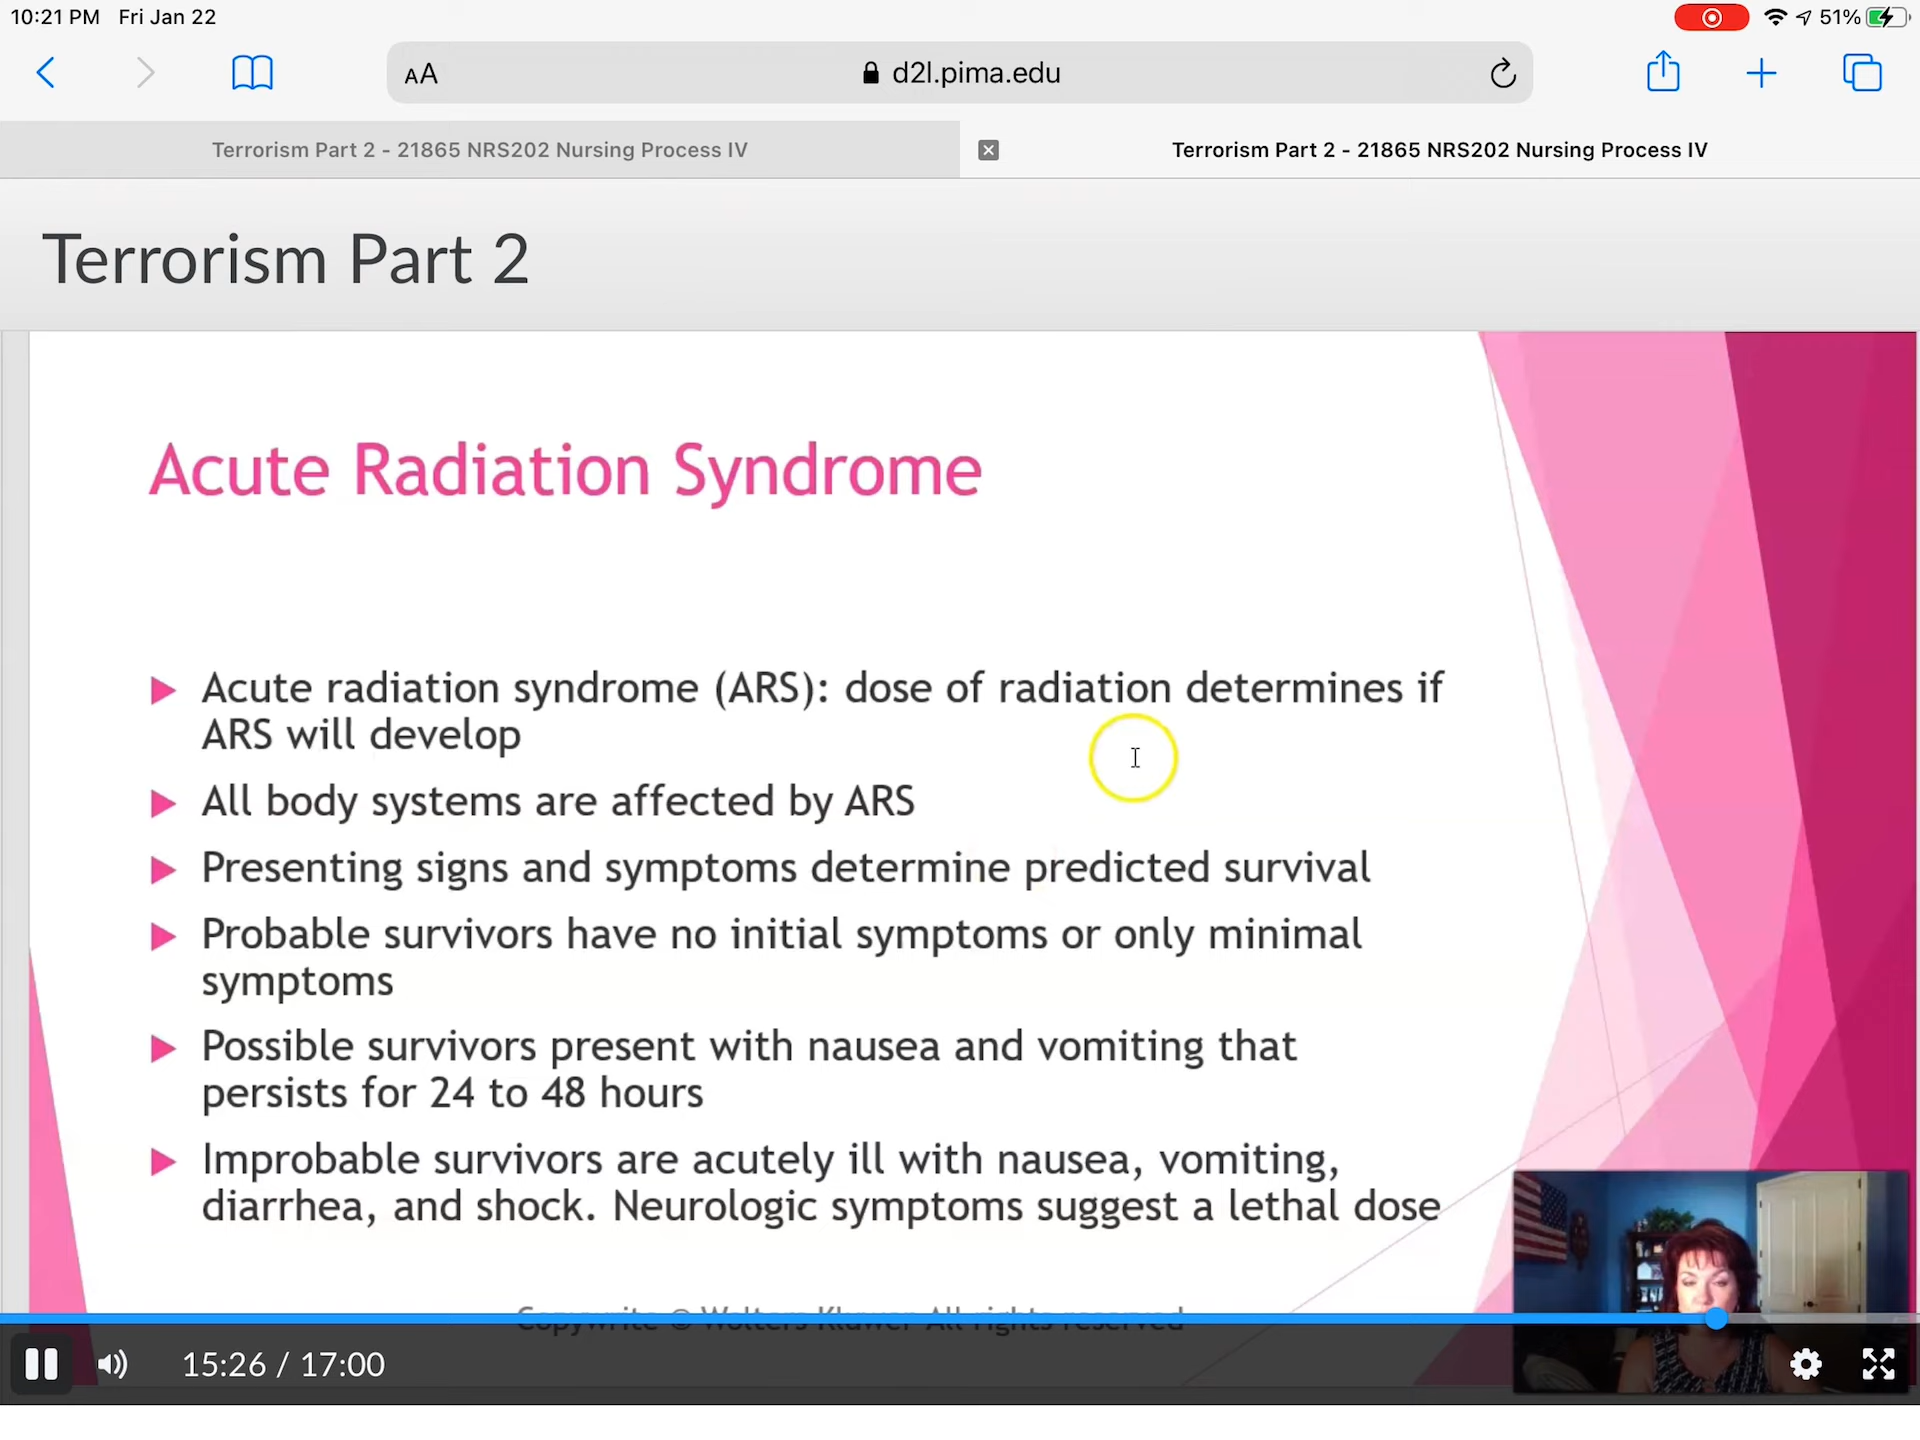 10:21 PM Fri Jan 22
51%
AA d2l.pima.edu
Terrorism Part 2 - 21865 NRS202 Nursing Process IV
Terrorism Part 2 - 21865 NRS202 Nursing Process IV
Terrorism Part 2
Acute Radiation Syndrome
Acute radiation syndrome (ARS): dose of radiation determines if
ARS will develop
All body systems are affected by ARS
Presenting signs and symptoms determine predicted survival
Probable survivors have no initial symptoms or only minimal
symptoms
Possible survivors present with nausea and vomiting that
persists for 24 to 48 hours
Improbable survivors are acutely ill with nausea, vomiting,
diarrhea, and shock. Neurologic symptoms suggest a lethal dose
Copywrite © Wolters Kluwer All rights reserved
15:26 / 17:00